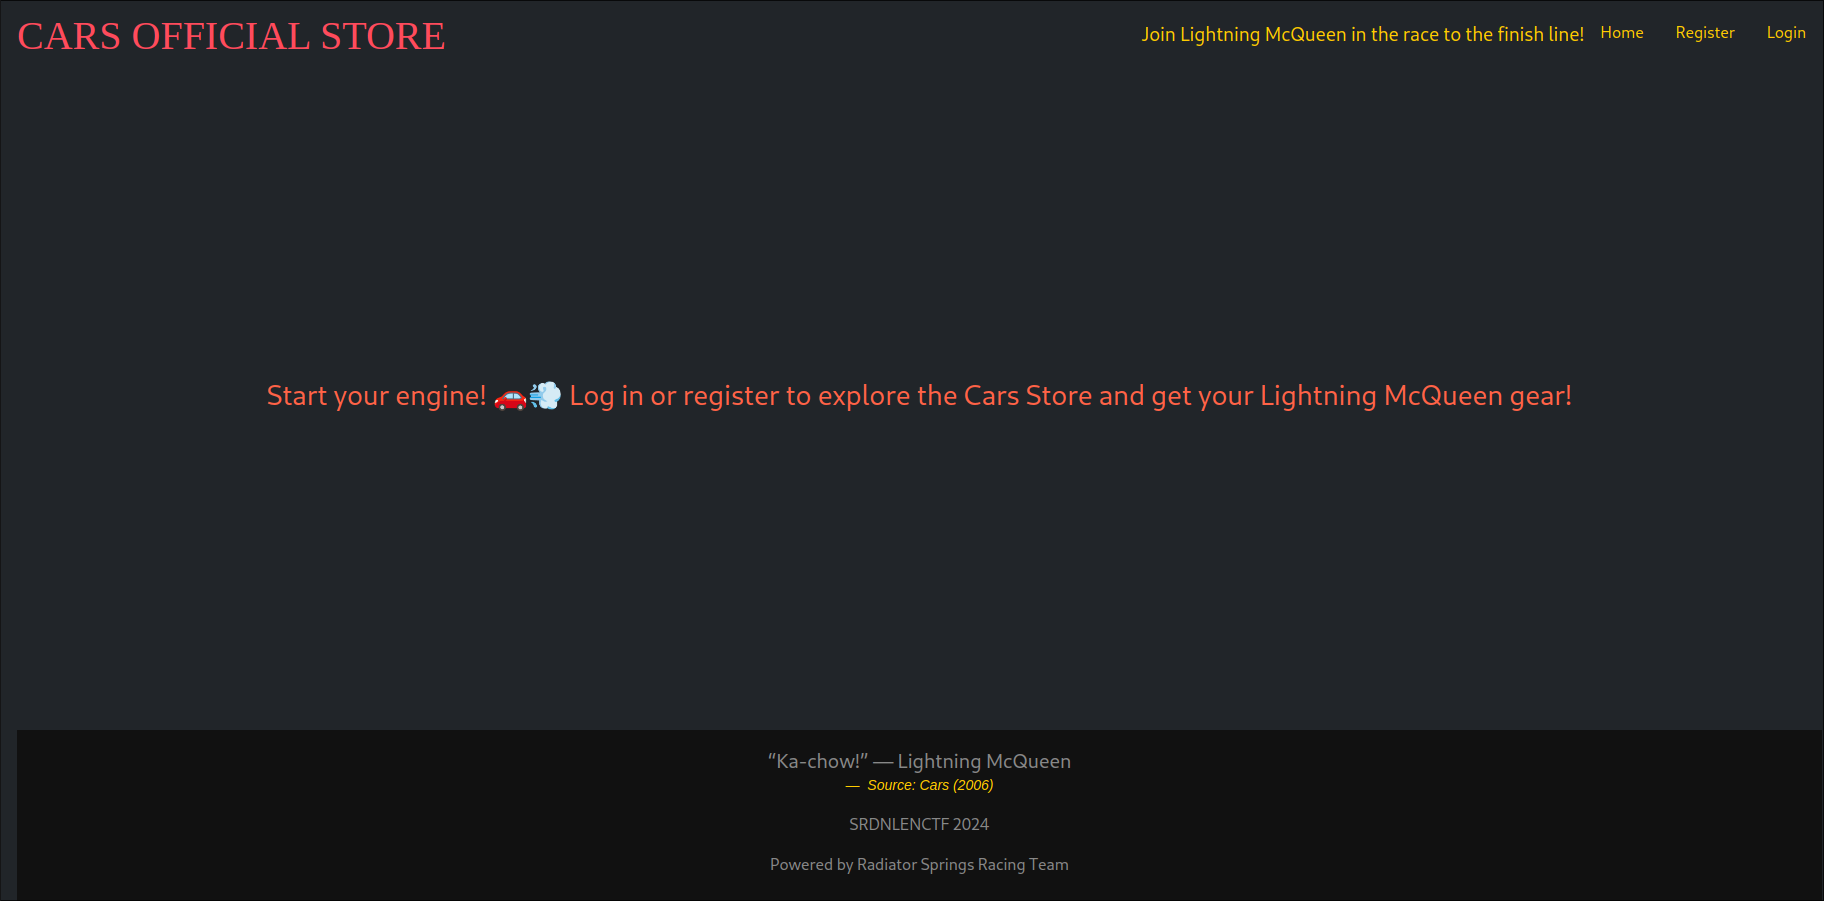 CARS OFFICIAL STORE
Join Lightning McQueen in the race to the finish line! Home Register Login
Start your engine! 🚗💨 Log in or register to explore the Cars Store and get your Lightning McQueen gear!
“Ka-chow!” — Lightning McQueen
— Source: Cars (2006)
SRDNLENCTF 2024
Powered by Radiator Springs Racing Team